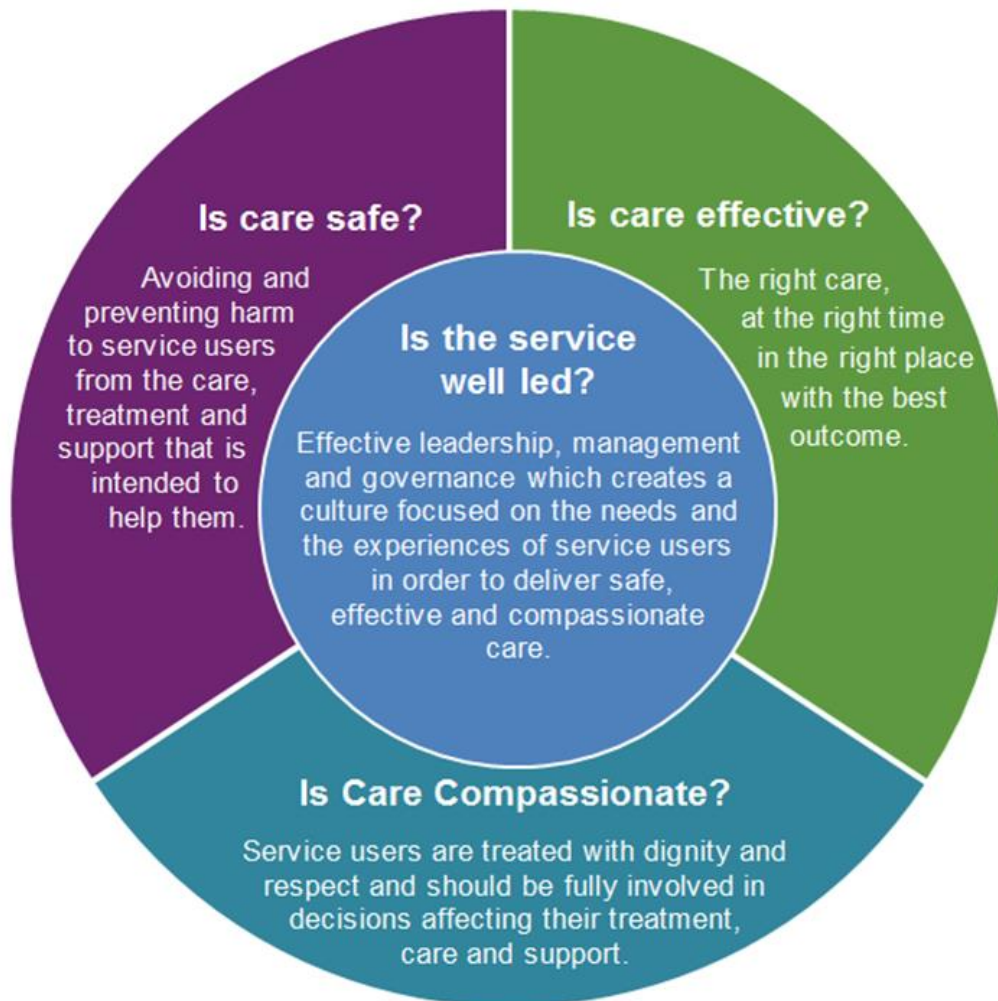 Is care safe?
Avoiding and
preventing harm
to service users
from the care,
treatment and
support that is
intended to
help them.
Is care effective?
The right care,
at the right time
in the right place
with the best
outcome.
Is the service
well led?
Effective leadership, management
and governance which creates a
culture focused on the needs and
the experiences of service users
in order to deliver safe,
effective and compassionate
care.
Is Care Compassionate?
Service users are treated with dignity and
respect and should be fully involved in
decisions affecting their treatment,
care and support.